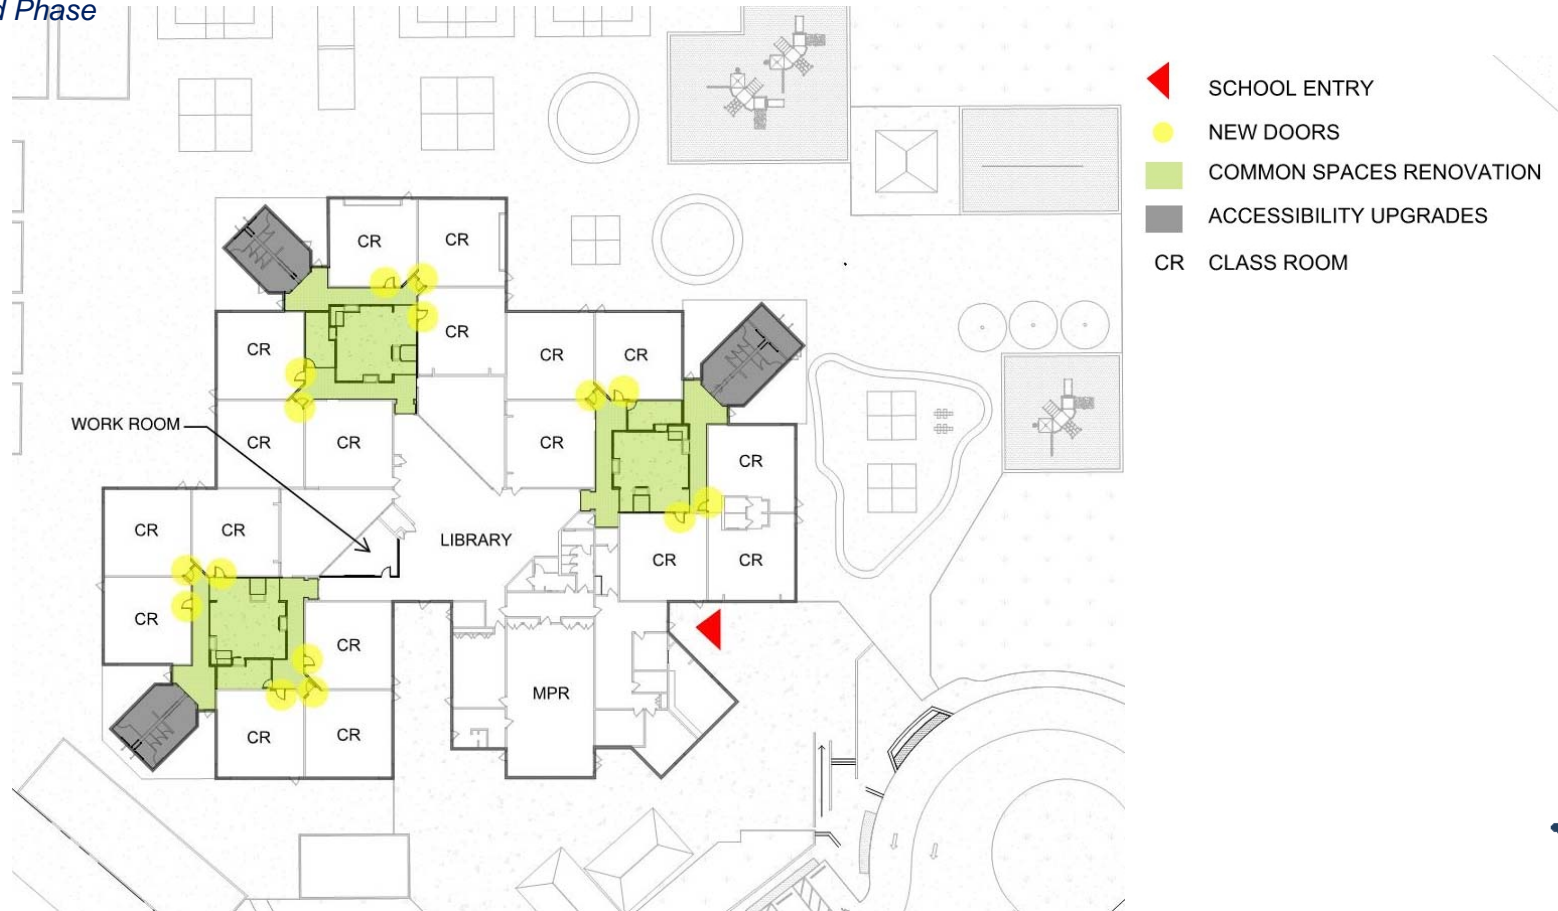 d Phase
SCHOOL ENTRY
NEW DOORS
COMMON SPACES RENOVATION
ACCESSIBILITY UPGRADES
CR CLASS ROOM
CR CR
CR
CR CR CR
WORK ROOM
CR CR CR
CR
CR CR
LIBRARY
CR CR
CR
CR
MPR
CR CR